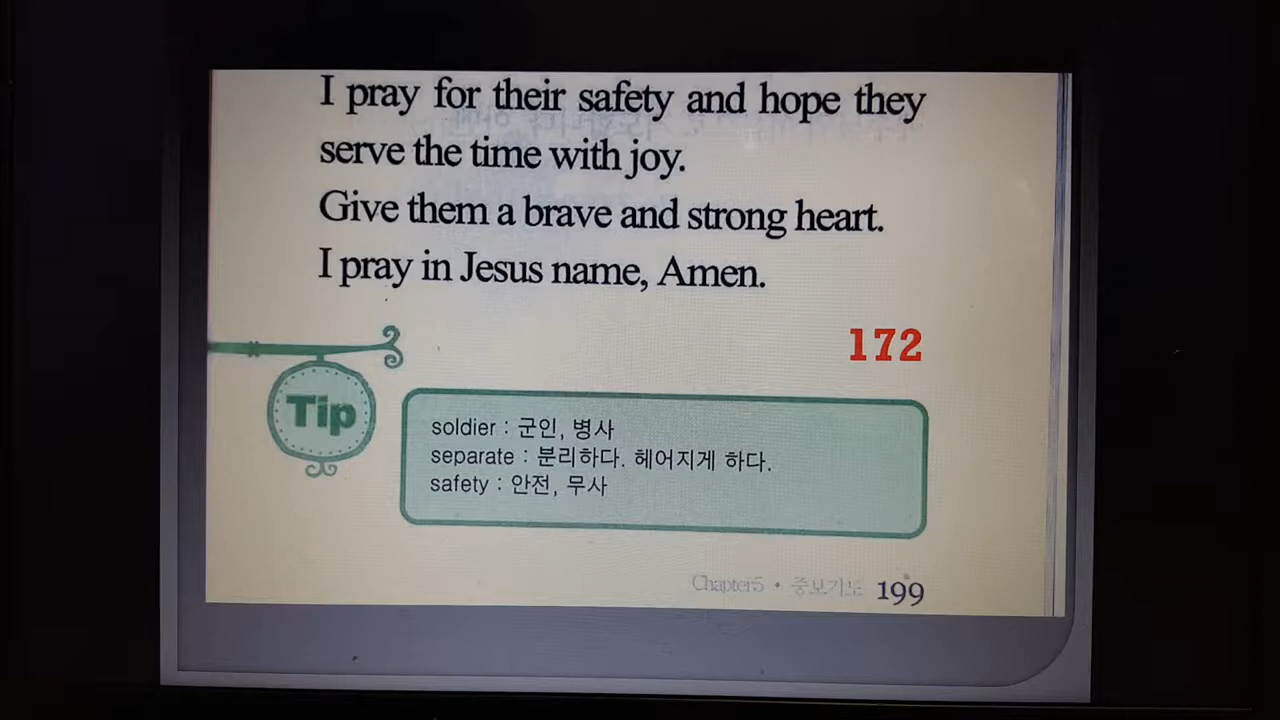 I pray for their safety and hope they
serve the time with joy.
Give them a brave and strong heart.
I pray in Jesus name, Amen.
172
Tip
soldier : 군인, 병사
separate : 분리하다. 헤어지게 하다.
safety : 안전, 무사
Chapter5 • 중보기도 199